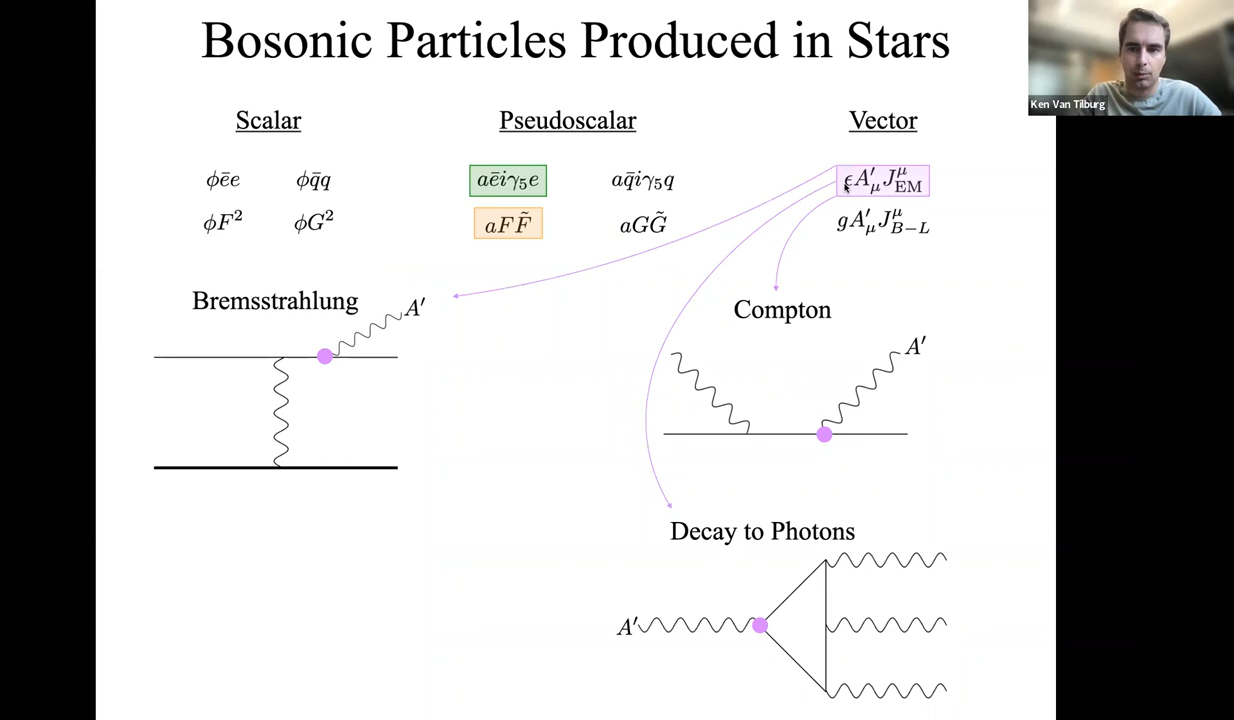 Bosonic Particles Produced in Stars
Ken Van Tilburg
Scalar Pseudoscalar Vector
ϕēe ϕq̄q aēiγ₅e aq̄iγ₅q ϵA′_μ J^μ_EM
ϕF² ϕG² aFF̃ aGG̃ gA′_μ J^μ_{B−L}
Bremsstrahlung
A′
Compton
A′
Decay to Photons
A′